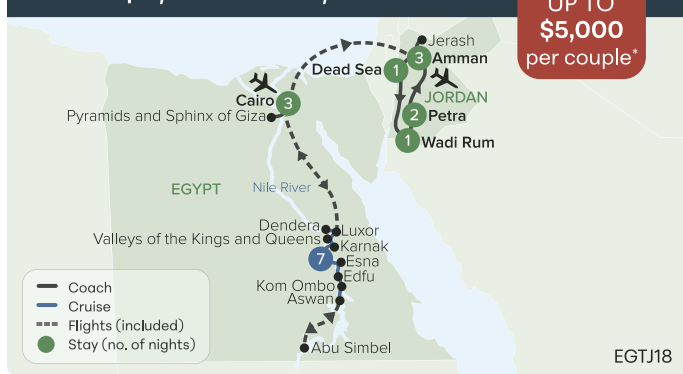 UP TO
$5,000
per couple*
Jerash
3
Amman
Dead Sea
1
JORDAN
Cairo
3
2
Petra
Pyramids and Sphinx of Giza
1
Wadi Rum
EGYPT
Nile River
Dendera
Luxor
Valleys of the Kings and Queens
Karnak
7
Esna
Edfu
Kom Ombo
Aswan
Abu Simbel
Coach
Cruise
Flights (included)
Stay (no. of nights)
EGTJ18